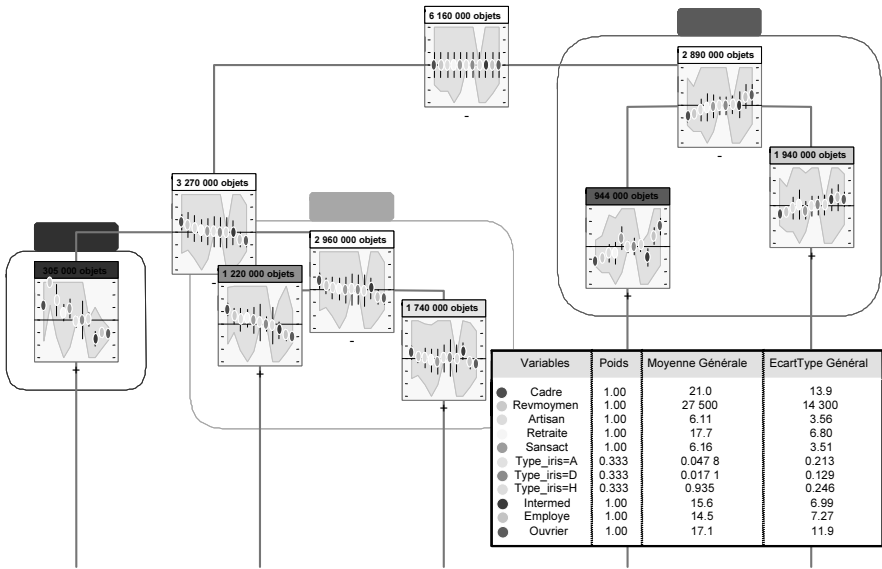 6 160 000 objets
2 890 000 objets
1 940 000 objets
3 270 000 objets
944 000 objets
2 960 000 objets
305 000 objets
1 220 000 objets
1 740 000 objets
Variables Poids Moyenne Générale EcartType Général
Cadre 1.00 21.0 13.9
Revmoymen 1.00 27 500 14 300
Artisan 1.00 6.11 3.56
Retraite 1.00 17.7 6.80
Sansact 1.00 6.16 3.51
Type_iris=A 0.333 0.047 8 0.213
Type_iris=D 0.333 0.017 1 0.129
Type_iris=H 0.333 0.935 0.246
Intermed 1.00 15.6 6.99
Employe 1.00 14.5 7.27
Ouvrier 1.00 17.1 11.9